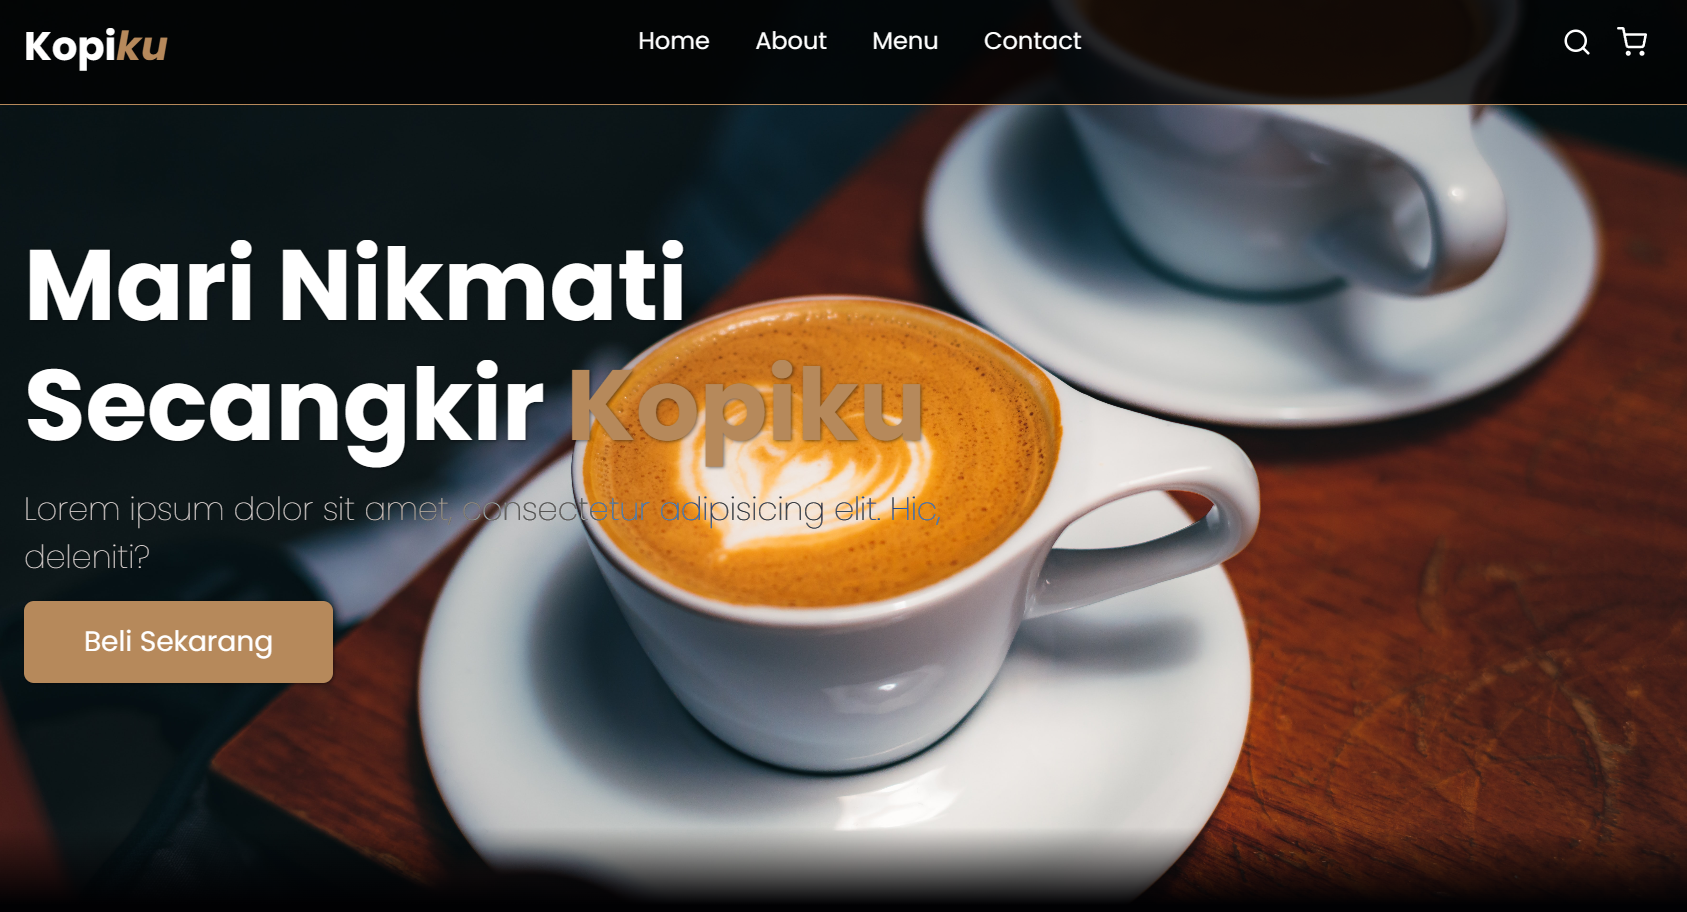 Kopiku
Home About Menu Contact
Mari Nikmati
Secangkir Kopiku
Lorem ipsum dolor sit amet, consectetur adipisicing elit. Hic,
deleniti?
Beli Sekarang